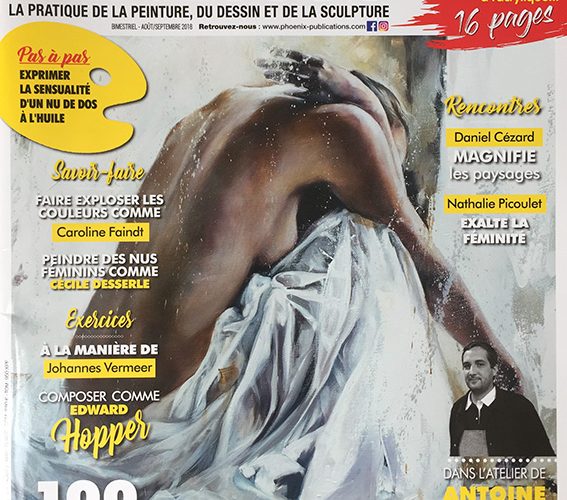 LA PRATIQUE DE LA PEINTURE, DU DESSIN ET DE LA SCULPTURE
BIMESTRIEL - AOÛT/SEPTEMBRE 2018 Retrouvez-nous : www.phoenix-publications.com
16 pages
Pas à pas
EXPRIMER
LA SENSUALITÉ
D'UN NU DE DOS
À L'HUILE
Savoir-faire
FAIRE EXPLOSER LES
COULEURS COMME
Caroline Faindt
PEINDRE DES NUS
FÉMININS COMME
CÉCILE DESSERLE
Exercices
À LA MANIÈRE DE
Johannes Vermeer
COMPOSER COMME
EDWARD
Hopper
Rencontres
Daniel Cézard
MAGNIFIE
les paysages
Nathalie Picoulet
EXALTE LA
FÉMINITÉ
DANS L'ATELIER DE
ANTOINE